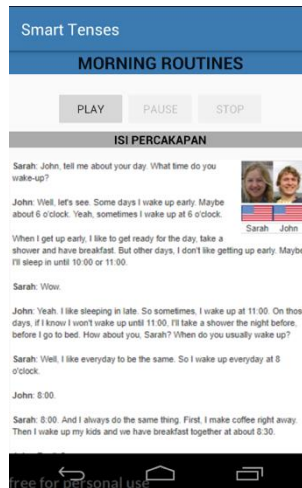 Smart Tenses
MORNING ROUTINES
PLAY PAUSE STOP
ISI PERCAKAPAN
Sarah: John, tell me about your day. What time do you
wake-up?
John: Well, let's see. Some days I wake up early. Maybe
about 6 o'clock. Yeah, sometimes I wake up at 6 o'clock.
Sarah John
When I get up early, I like to get ready for the day, take a
shower and have breakfast. But other days, I don't like getting up early. Maybe
I'll sleep in until 10:00 or 11:00.
Sarah: Wow.
John: Yeah. I like sleeping in late. So sometimes, I wake up at 11:00. On thos
days, if I know I won't wake up until 11:00, I'll take a shower the night before,
before I go to bed. How about you, Sarah? When do you usually wake up?
Sarah: Well, I like everyday to be the same. So I wake up everyday at 8
o'clock.
John: 8:00.
Sarah: 8:00. And I always do the same thing. First, I make coffee right away.
Then I wake up my kids and we have breakfast together at about 8:30.
free for personal use